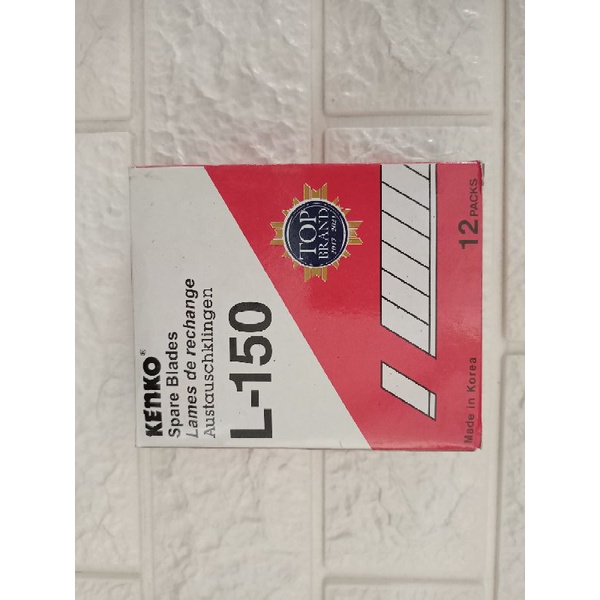 KENKO®
Spare Blades
Lames de rechange
Austauschklingen
L-150
TOP
BRAND
12 PACKS
Made in Korea